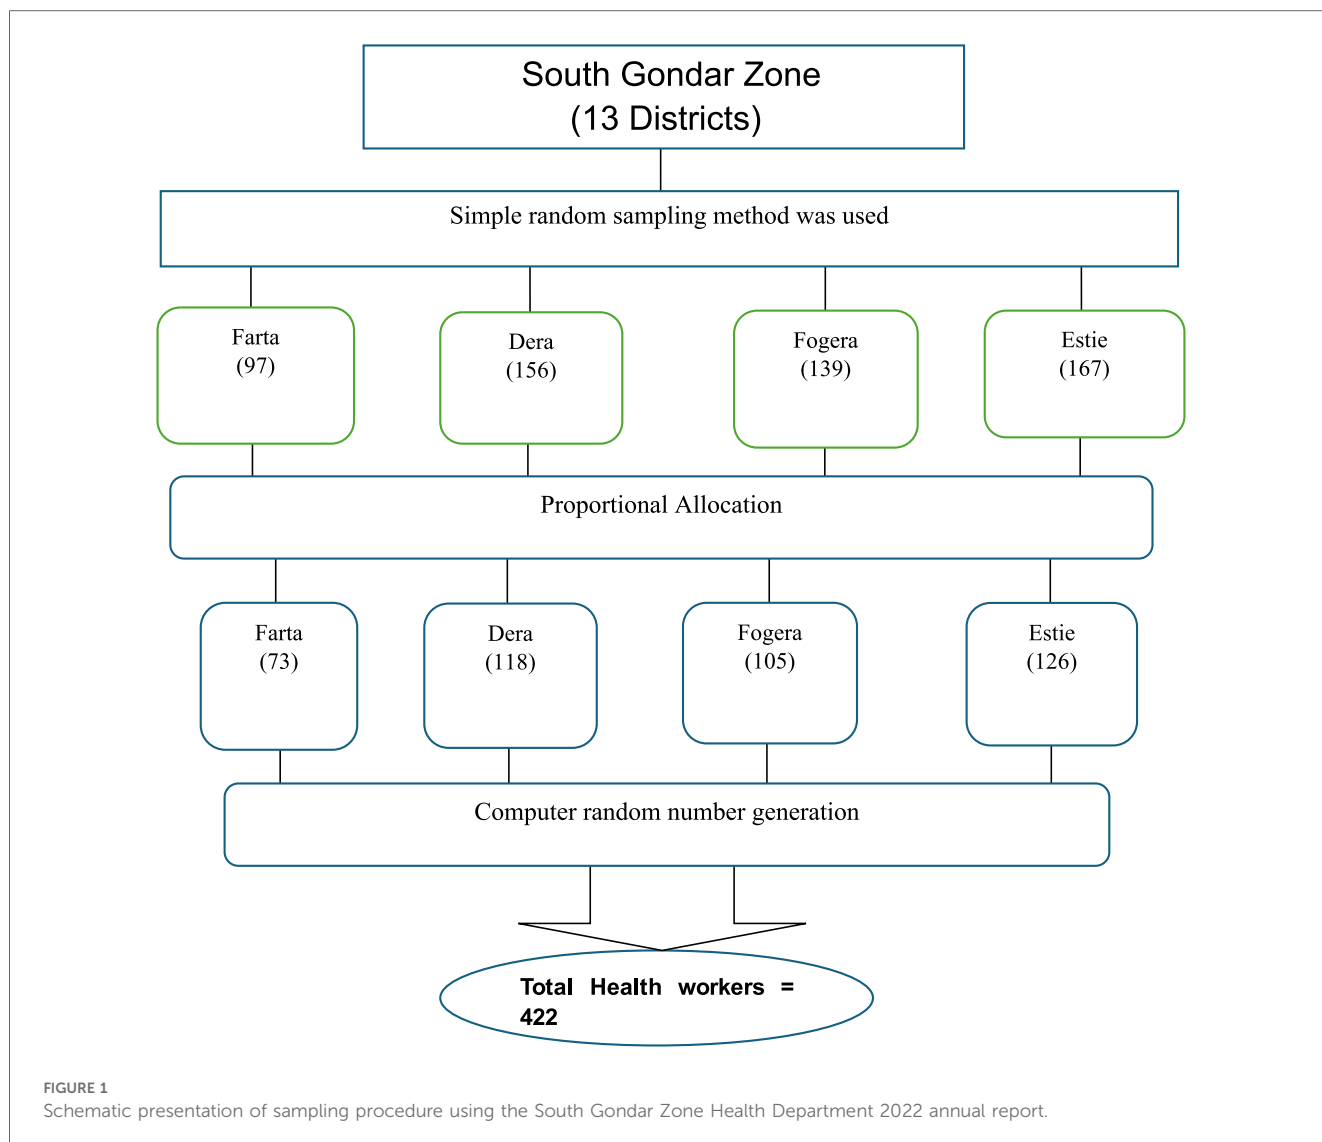 South Gondar Zone
(13 Districts)
Simple random sampling method was used
Farta
(97)
Dera
(156)
Fogera
(139)
Estie
(167)
Proportional Allocation
Farta
(73)
Dera
(118)
Fogera
(105)
Estie
(126)
Computer random number generation
Total Health workers =
422
FIGURE 1
Schematic presentation of sampling procedure using the South Gondar Zone Health Department 2022 annual report.